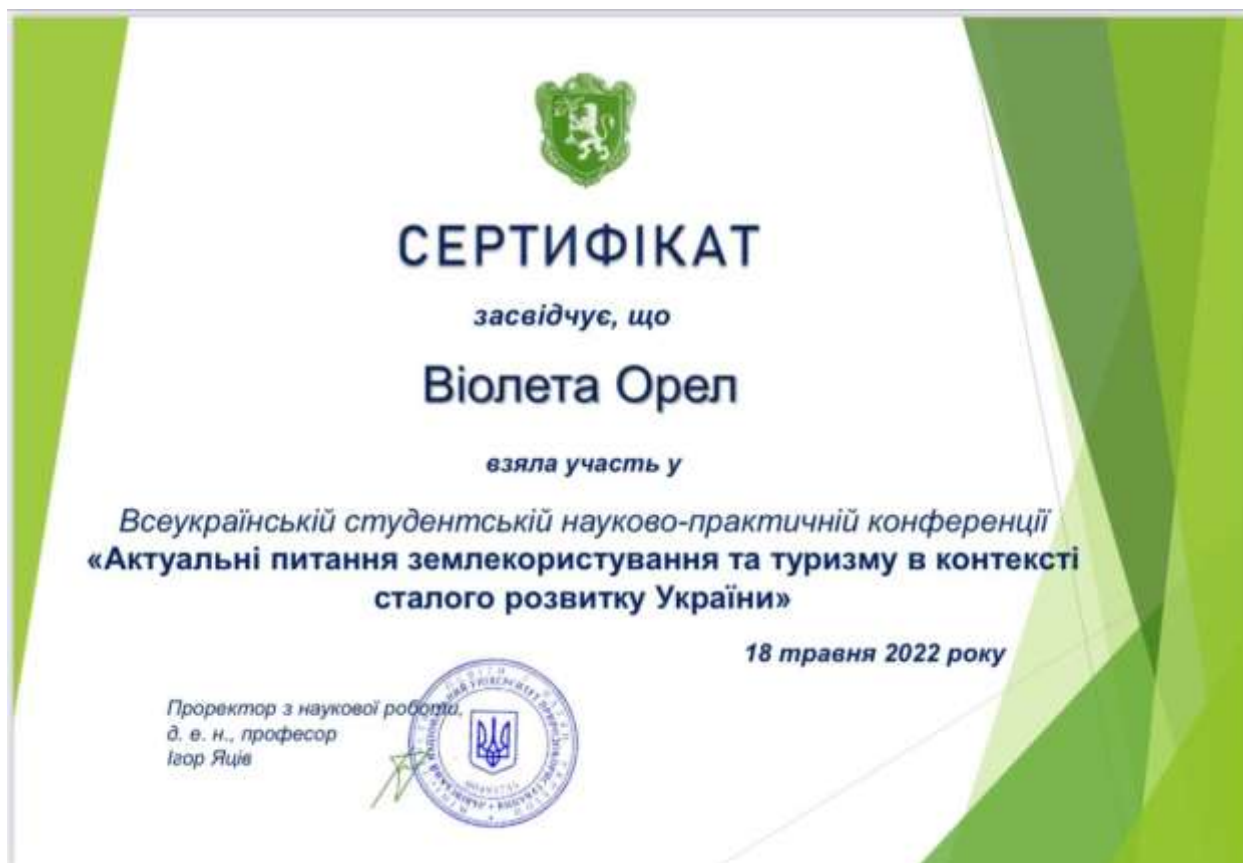 СЕРТИФІКАТ
засвідчує, що
Віолета Орел
взяла участь у
Всеукраїнській студентській науково-практичній конференції
«Актуальні питання землекористування та туризму в контексті
сталого розвитку України»
18 травня 2022 року
Проректор з наукової роботи,
д. е. н., професор
Ігор Яців